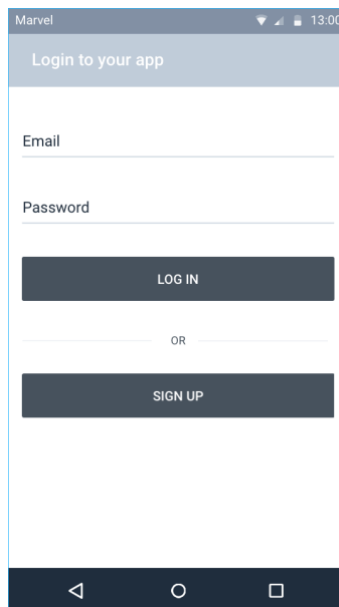 Marvel 13:00
Login to your app
Email
Password
LOG IN
OR
SIGN UP